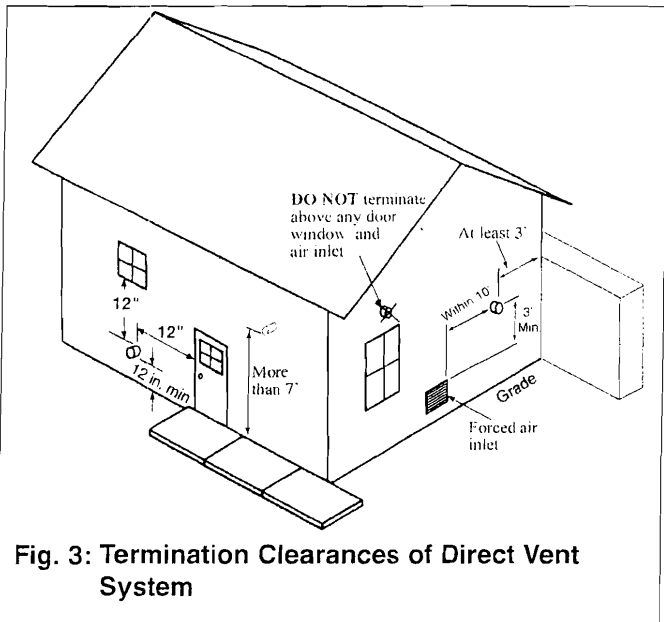 DO NOT terminate
above any door
window and
air inlet
At least 3'
Within 10'
3'
Min.
12"
12"
12 in. min
More
than 7'
Grade
Forced air
inlet
Fig. 3: Termination Clearances of Direct Vent
System